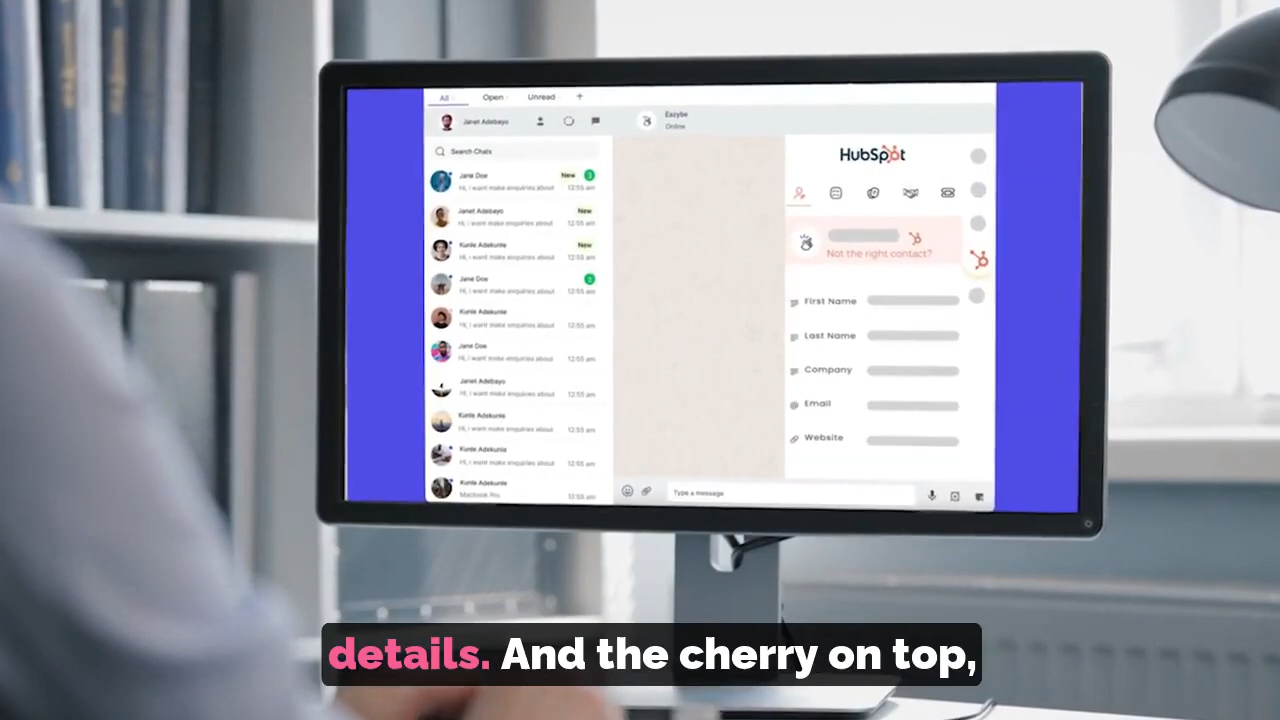 All
Open
Unread
+
Janet Adebayo
Eazybe
Online
Search Chats
Jane Doe
New
3
Hi, i want make enquiries about
12:55 am
Janet Adebayo
New
Hi, i want make enquiries about
12:55 am
Kunle Adekunle
New
Hi, i want make enquiries about
12:55 am
Jane Doe
2
Hi, i want make enquiries about
12:55 am
Kunle Adekunle
Hi, i want make enquiries about
12:55 am
Jane Doe
Hi, i want make enquiries about
12:55 am
Janet Adebayo
Hi, i want make enquiries about
12:55 am
Kunle Adekunle
Hi, i want make enquiries about
12:55 am
Kunle Adekunle
Hi, i want make enquiries about
12:55 am
Kunle Adekunle
Macbook Pro
12:55 am
Type a message
HubSpot
Not the right contact?
First Name
Last Name
Company
Email
Website
details. And the cherry on top,